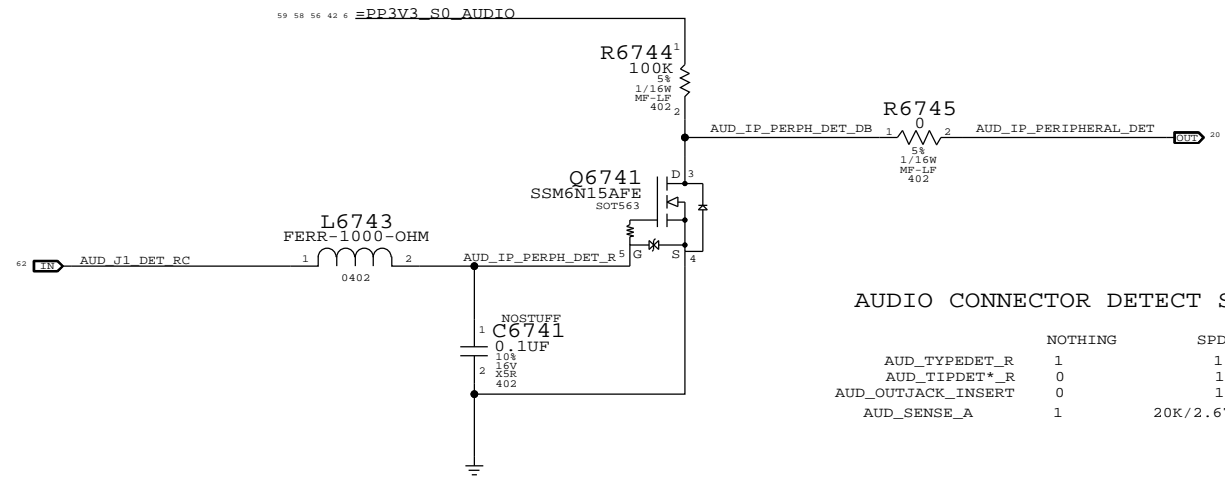 59 58 56 42 6 =PP3V3_S0_AUDIO
R6744
1
100K
5%
1/16W
MF-LF
402
2
R6745
0
AUD_IP_PERPH_DET_DB
1
2
AUD_IP_PERIPHERAL_DET
OUT
20
5%
1/16W
MF-LF
402
Q6741
SSM6N15AFE
SOT563
D 3
L6743
FERR-1000-OHM
62 IN AUD_J1_DET_RC
1
2
0402
AUD_IP_PERPH_DET_R
5 G S 4
NOSTUFF
1 C6741
0.1UF
10%
16V
2 X5R
402
AUDIO CONNECTOR DETECT S
NOTHING SPD
AUD_TYPEDET_R 1 1
AUD_TIPDET*_R 0 1
AUD_OUTJACK_INSERT 0 1
AUD_SENSE_A 1 20K/2.67